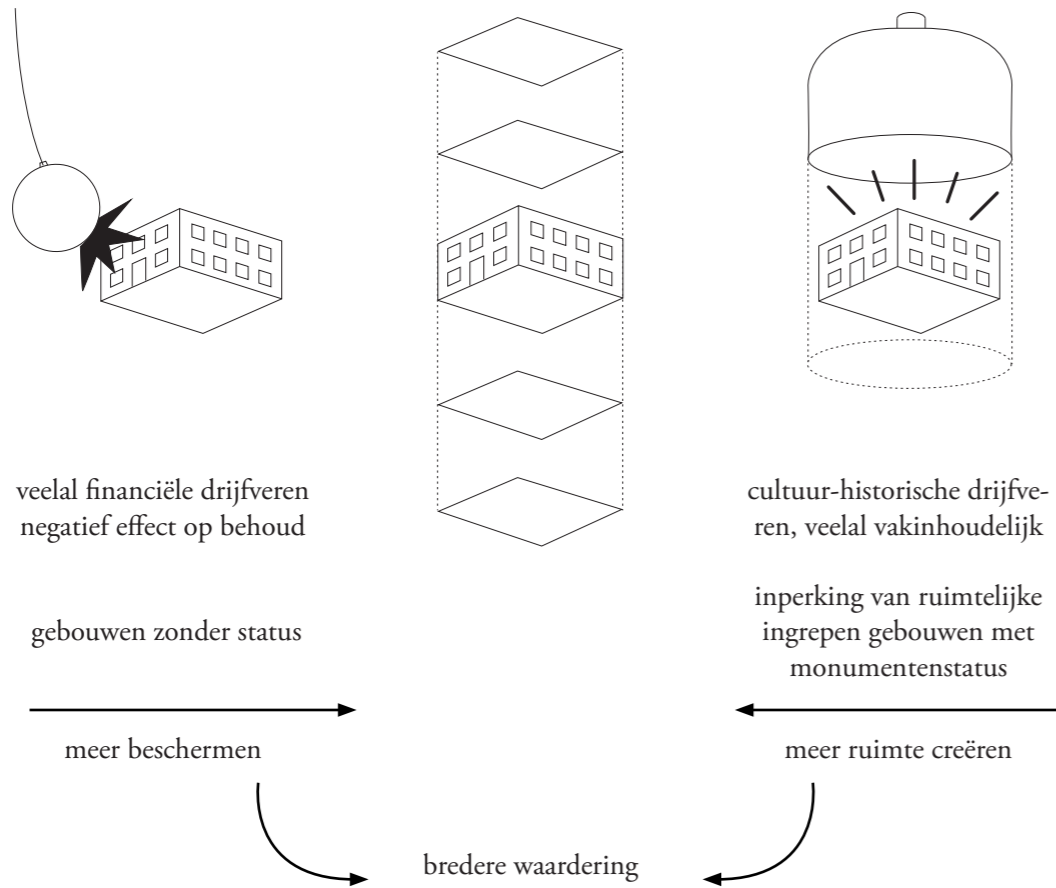 veelal financiële drijfveren
negatief effect op behoud
gebouwen zonder status
meer beschermen
cultuur-historische drijfve-
ren, veelal vakinhoudelijk
inperking van ruimtelijke
ingrepen gebouwen met
monumentenstatus
meer ruimte creëren
bredere waardering